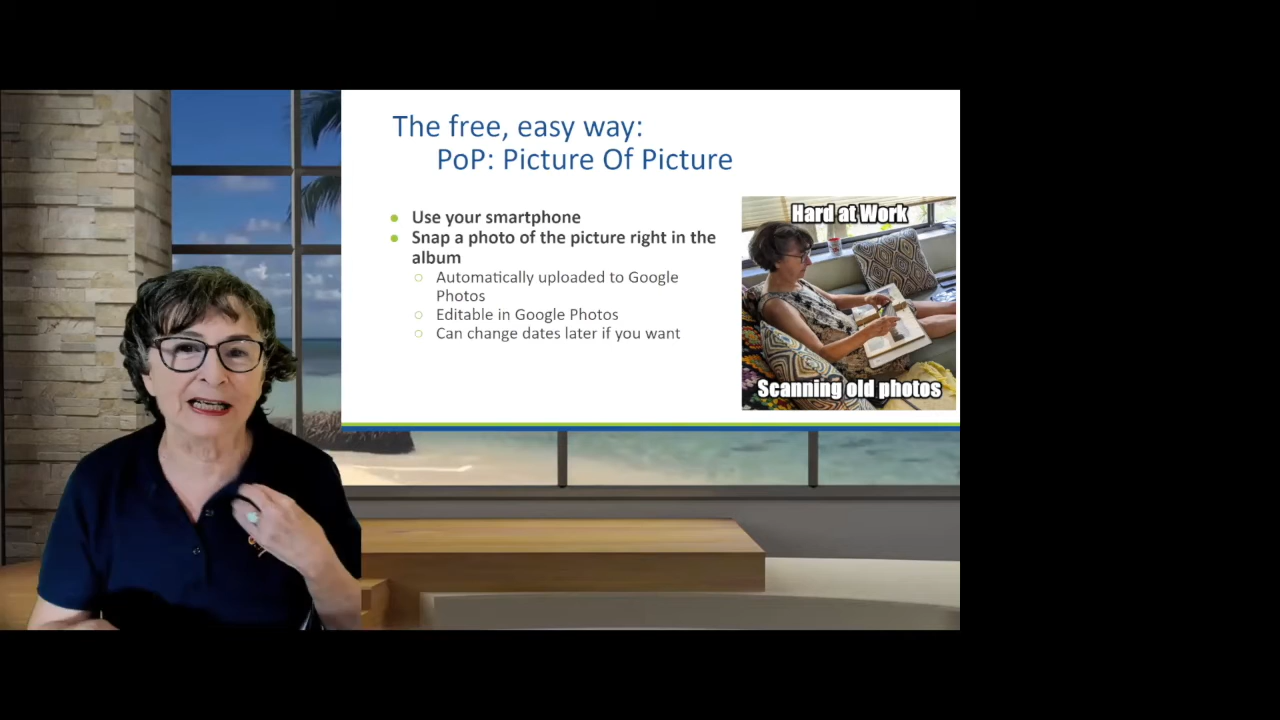 The free, easy way:
PoP: Picture Of Picture
Use your smartphone
Snap a photo of the picture right in the
album
Automatically uploaded to Google
Photos
Editable in Google Photos
Can change dates later if you want
Hard at Work
Scanning old photos